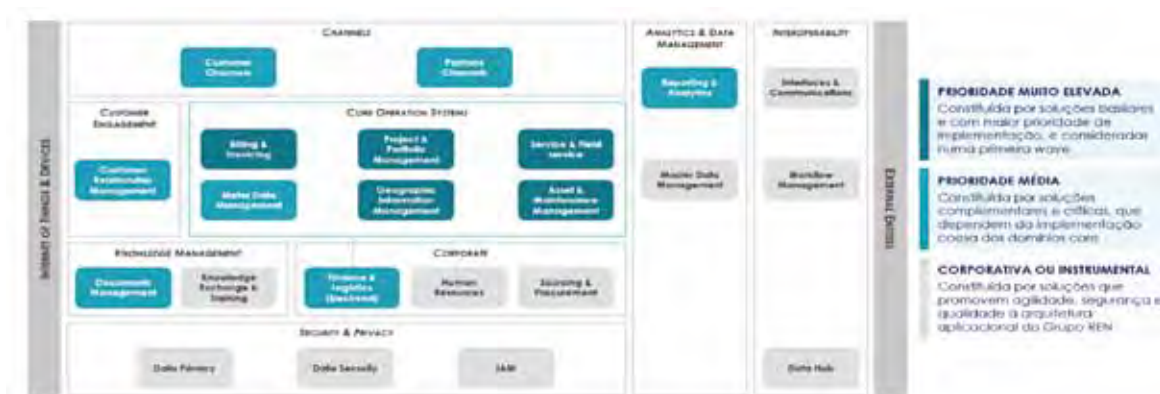 CHANNELS
Customer
Channels
Partners
Channels
ANALYTICS & DATA
MANAGEMENT
Reporting &
Analytics
Master Data
Management
INTEROPERABILITY
Interfaces &
Communications
Workflow
Management
Data Hub
INTERNET OF THINGS & DEVICES
CUSTOMER
ENGAGEMENT
Customer
Relationship
Management
CORE OPERATION SYSTEMS
Billing &
Invoicing
Project &
Portfolio
Management
Service & Field
Service
Meter Data
Management
Geographic
Information
Management
Asset &
Maintenance
Management
KNOWLEDGE MANAGEMENT
Documents
Management
Knowledge
Exchange &
Training
CORPORATE
Finance &
Logistics
Human
Resources
Sourcing &
Procurement
SECURITY & PRIVACY
Data Privacy
Data Security
EXTERNAL ENTITIES
PRIORIDADE MUITO ELEVADA
Constituída por soluções basilares
e com maior prioridade de
implementação, e consideradas
numa primeira wave
PRIORIDADE MÉDIA
Constituída por soluções
complementares e críticas, que
dependem da implementação
coesa dos domínios core
CORPORATIVA OU INSTRUMENTAL
Constituída por soluções que
promovem agilidade, segurança e
qualidade à arquitetura
aplicacional do Grupo REN